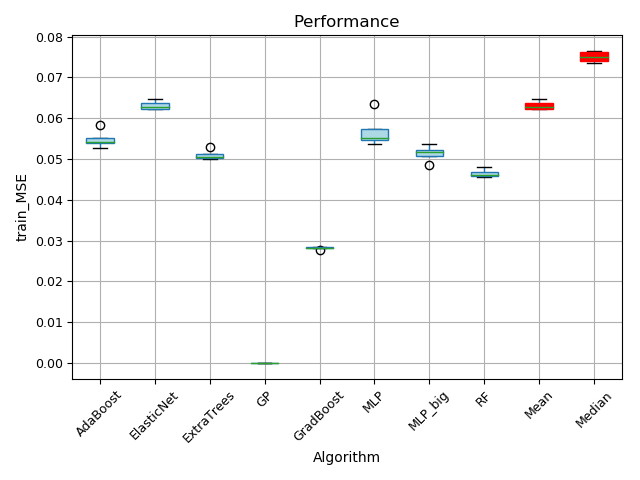 Performance
0.08
0.07
0.06
0.05
0.04
0.03
0.02
0.01
0.00
train_MSE
AdaBoost
ElasticNet
ExtraTrees
GP
GradBoost
MLP
MLP_big
RF
Mean
Median
Algorithm